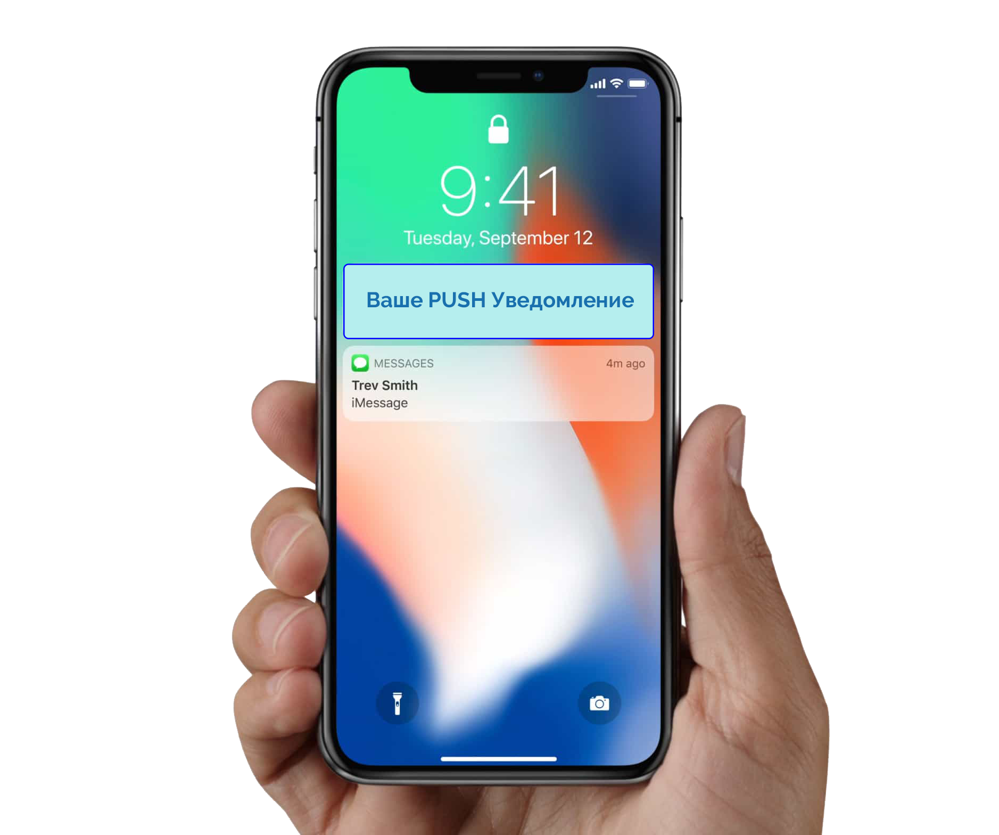 9:41
Tuesday, September 12
Ваше PUSH Уведомление
MESSAGES 4m ago
Trev Smith
iMessage